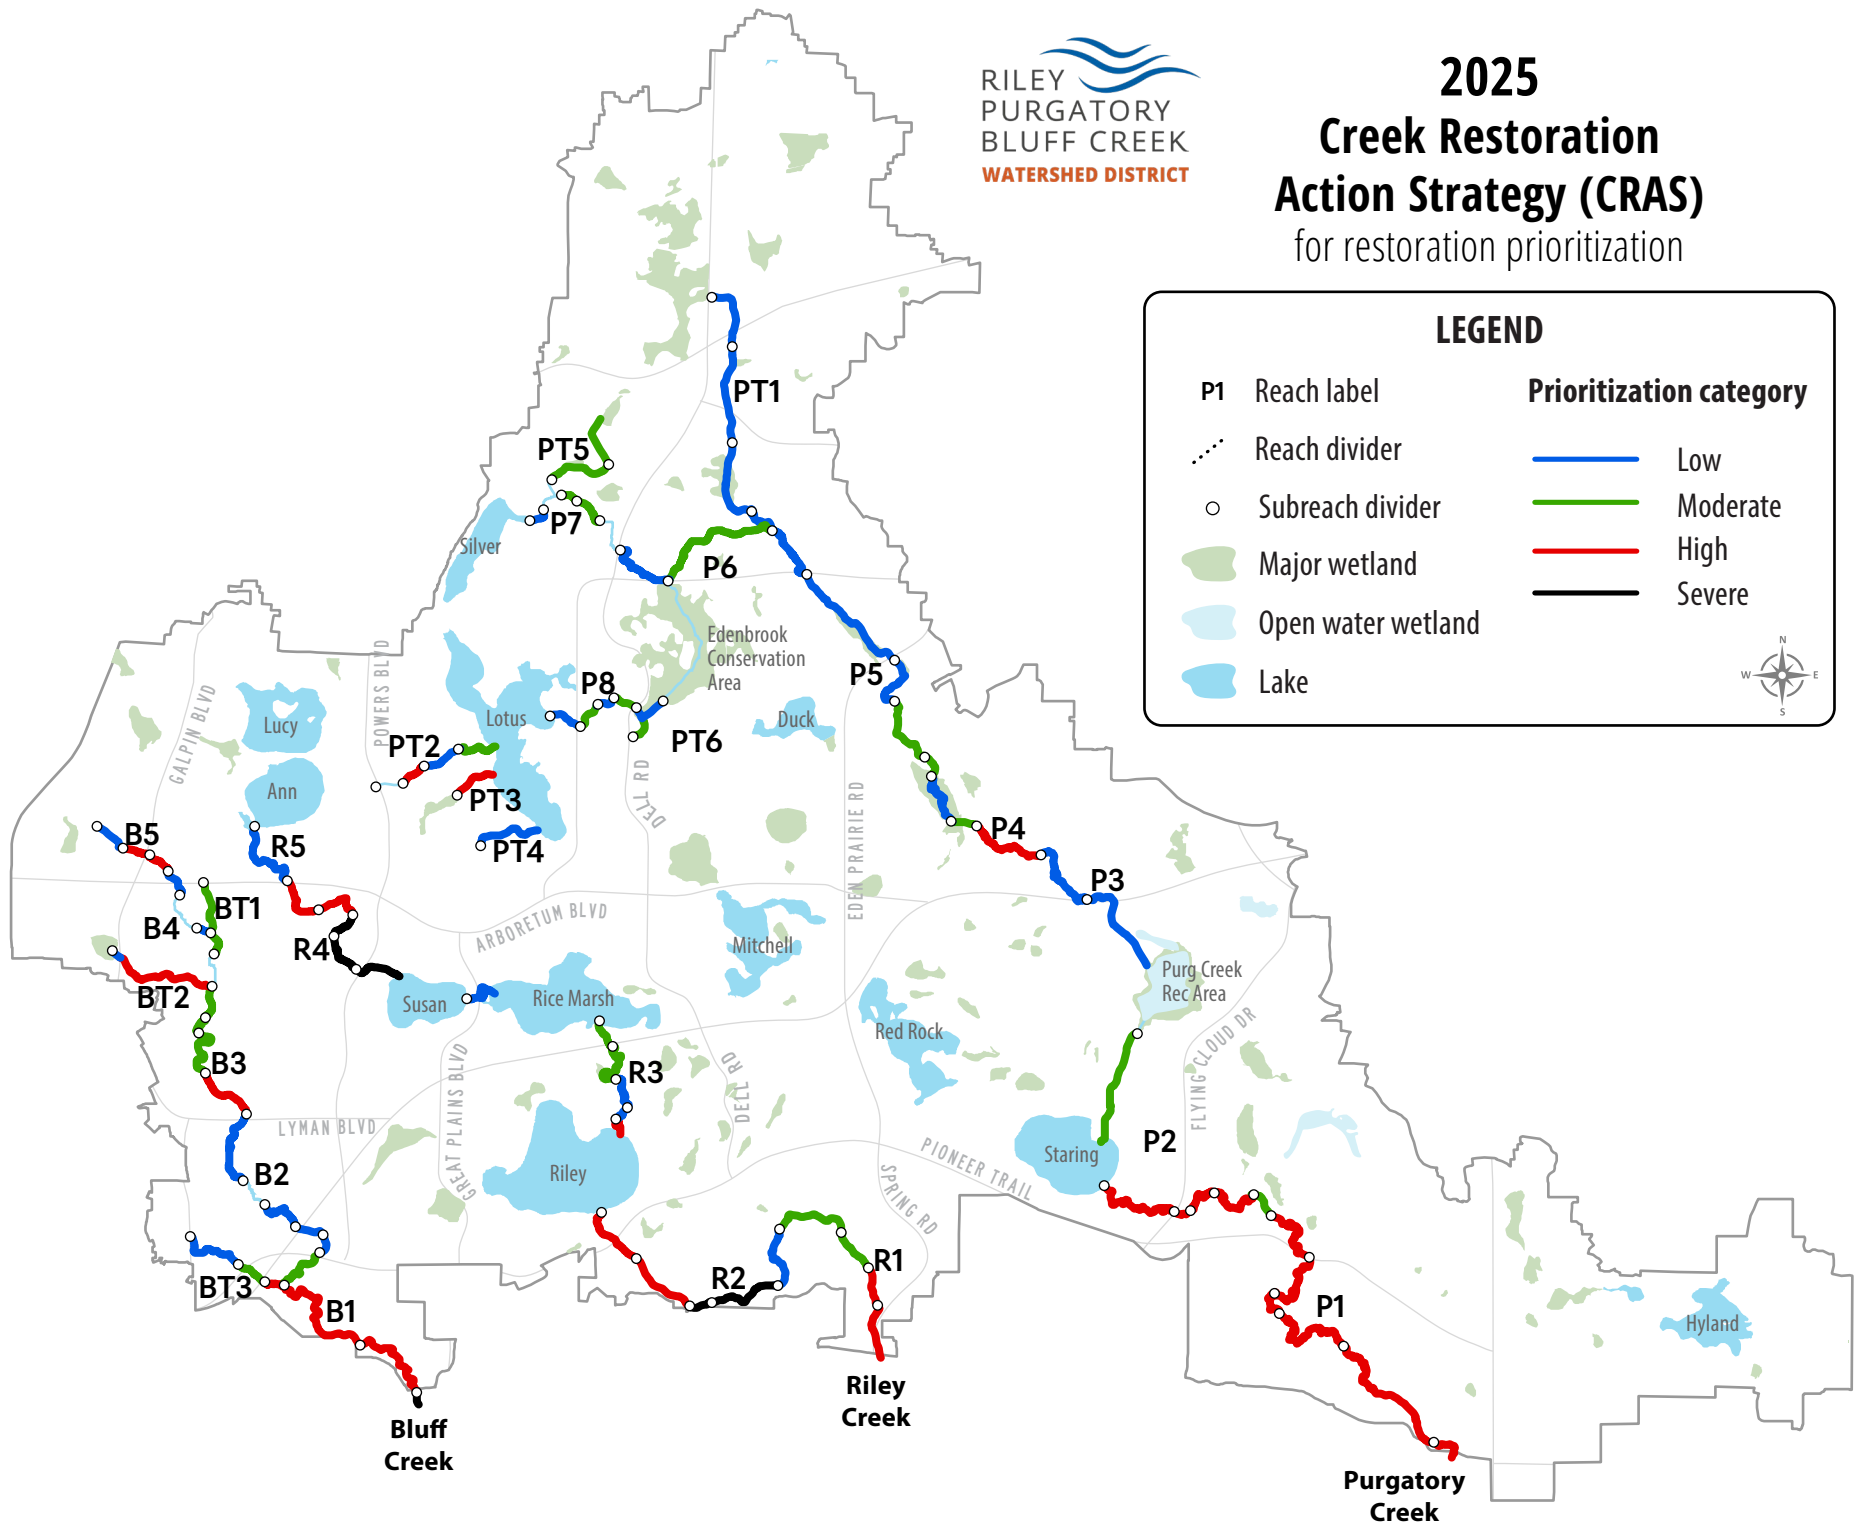 RILEY
PURGATORY
BLUFF CREEK
WATERSHED DISTRICT
2025
Creek Restoration
Action Strategy (CRAS)
for restoration prioritization
LEGEND
P1 Reach label
Reach divider
Subreach divider
Major wetland
Open water wetland
Lake
Prioritization category
Low
Moderate
High
Severe
N
W E
S
PT1
PT5
P7
Silver
P6
Edenbrook
Conservation
Area
P5
P8
PT6
Duck
Lotus
POWERS BLVD
GALPIN BLVD
Lucy
Ann
PT2
PT3
PT4
DELL RD
EDEN PRAIRIE RD
B5
R5
P4
P3
BT1
B4
R4
ARBORETUM BLVD
Mitchell
BT2
Susan
Rice Marsh
Red Rock
Purg Creek
Rec Area
FLYING CLOUD DR
B3
R3
DELL RD
GREAT PLAINS BLVD
LYMAN BLVD
Riley
PIONEER TRAIL
Staring
P2
B2
SPRING RD
BT3
B1
R2
R1
P1
Hyland
Bluff
Creek
Riley
Creek
Purgatory
Creek